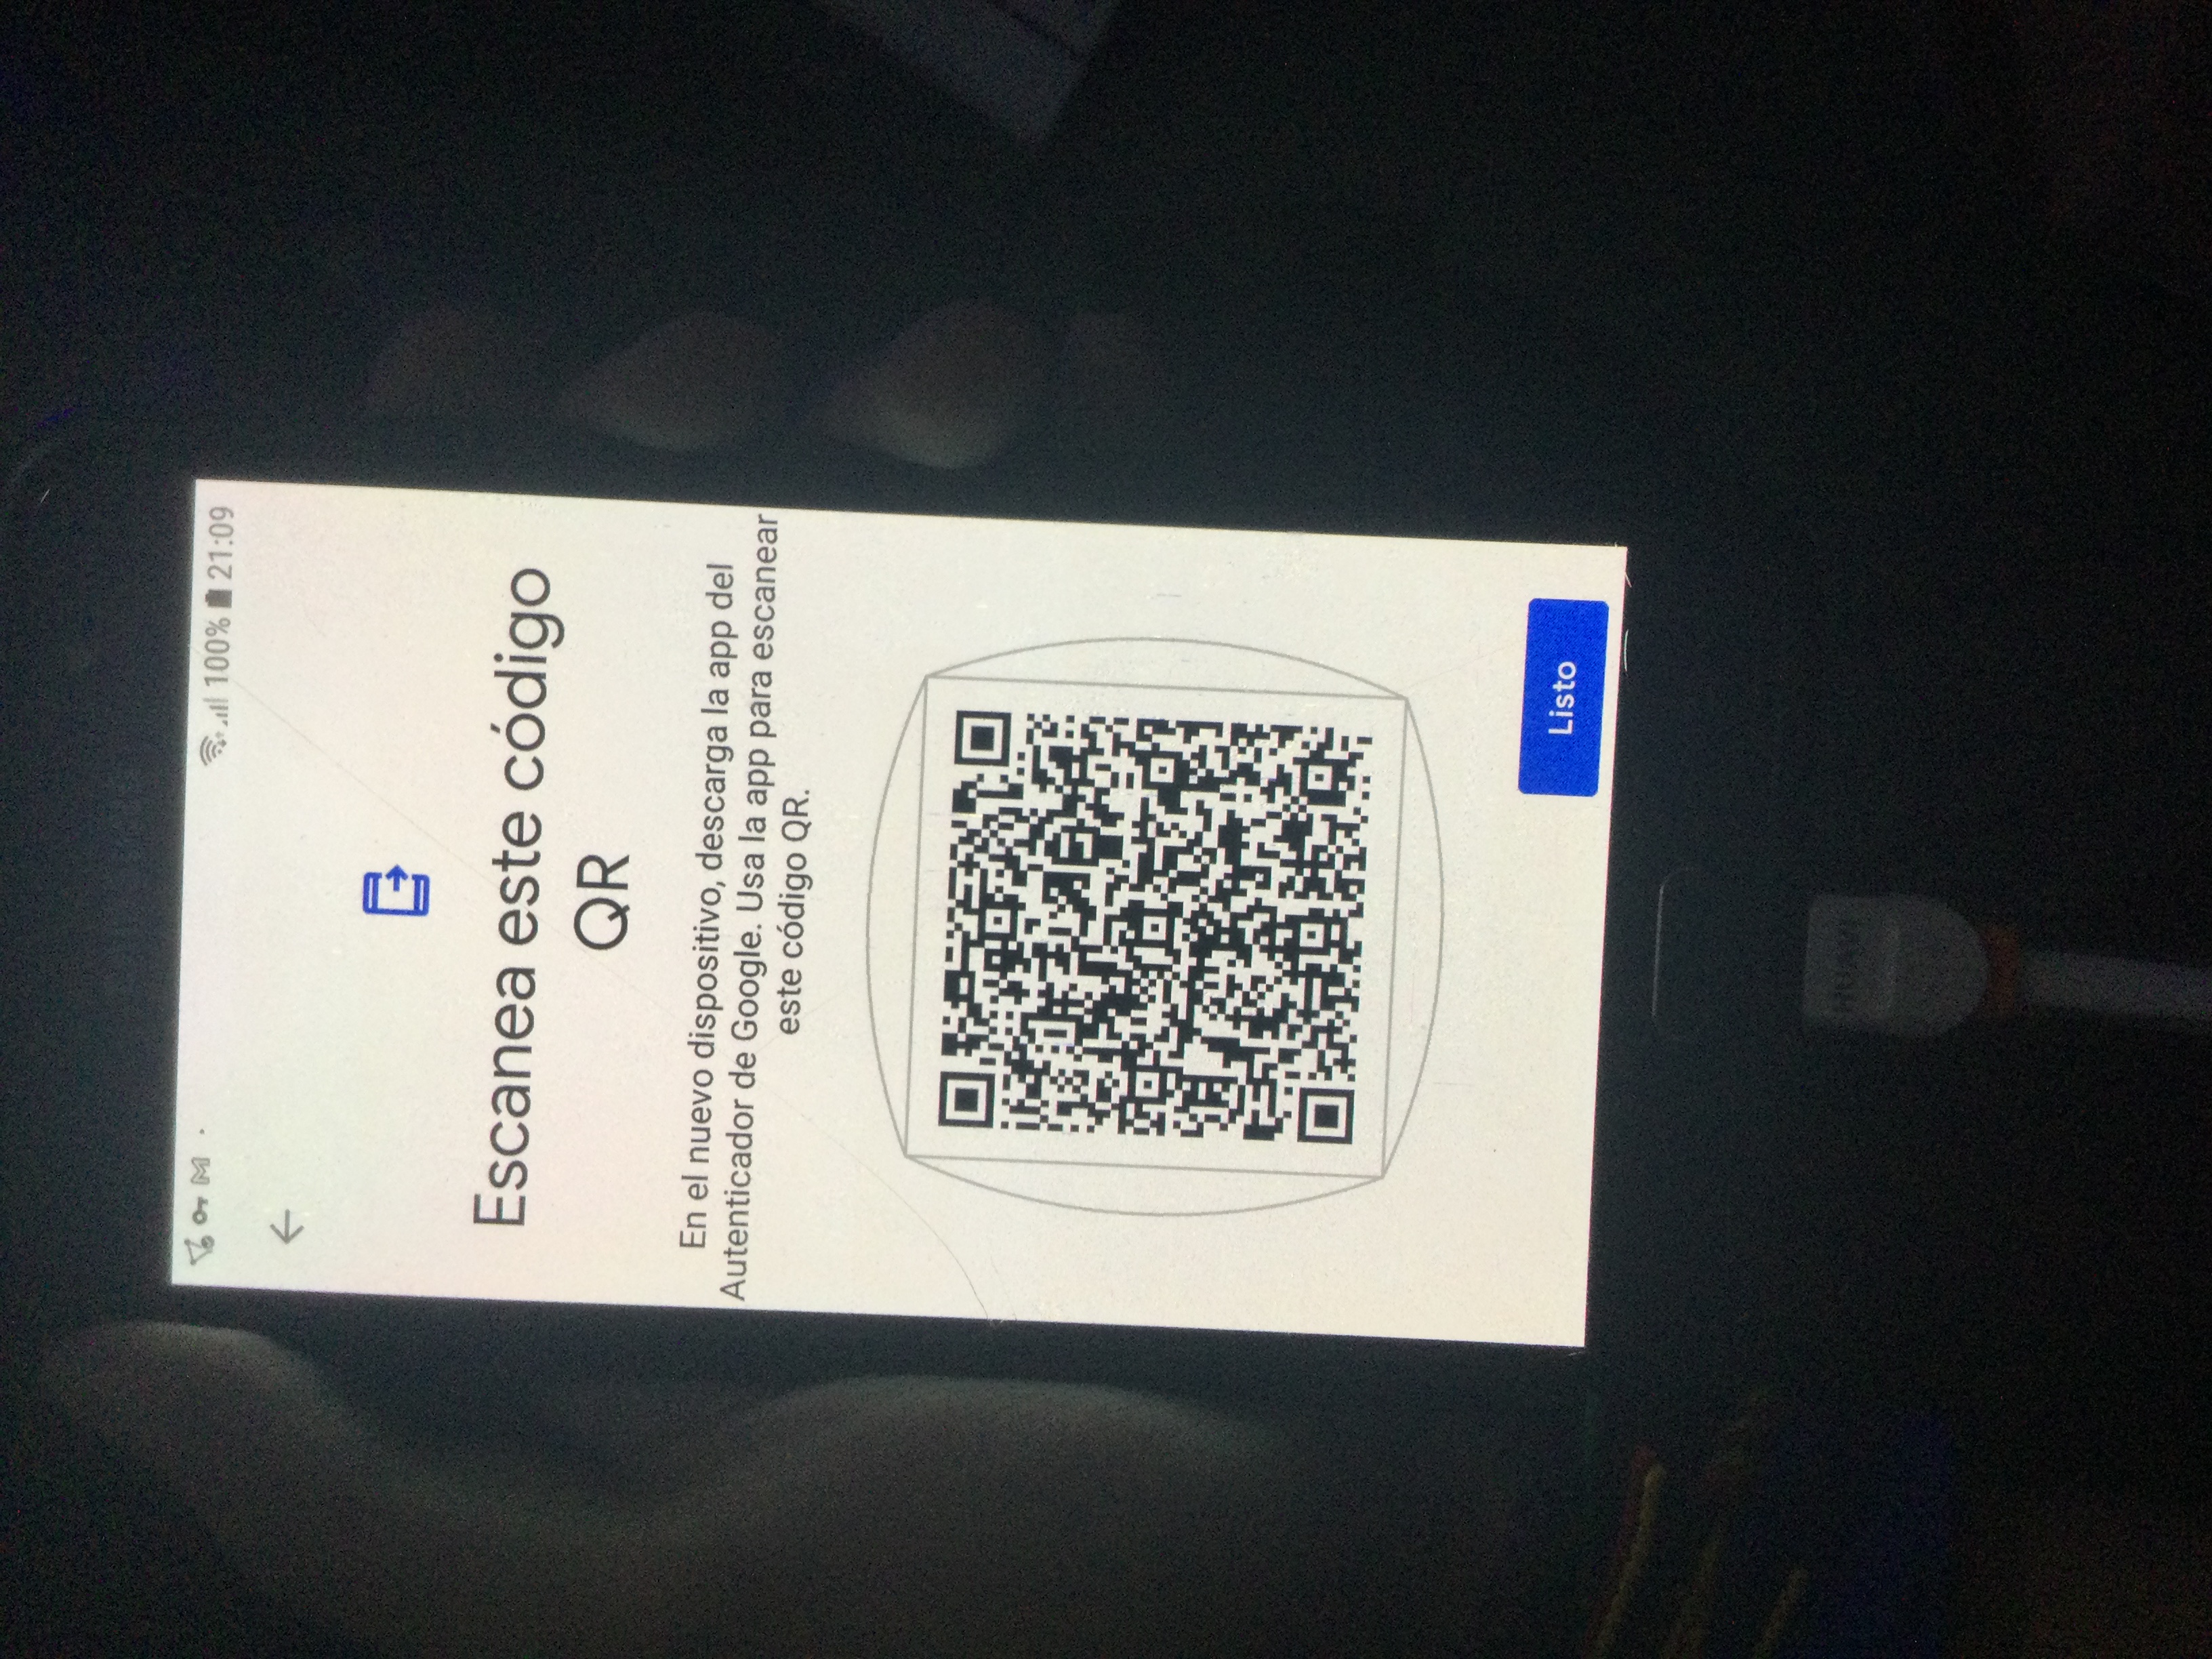 100% 21:09
Escanea este código
QR
En el nuevo dispositivo, descarga la app del
Autenticador de Google. Usa la app para escanear
este código QR.
Listo
HUAVI